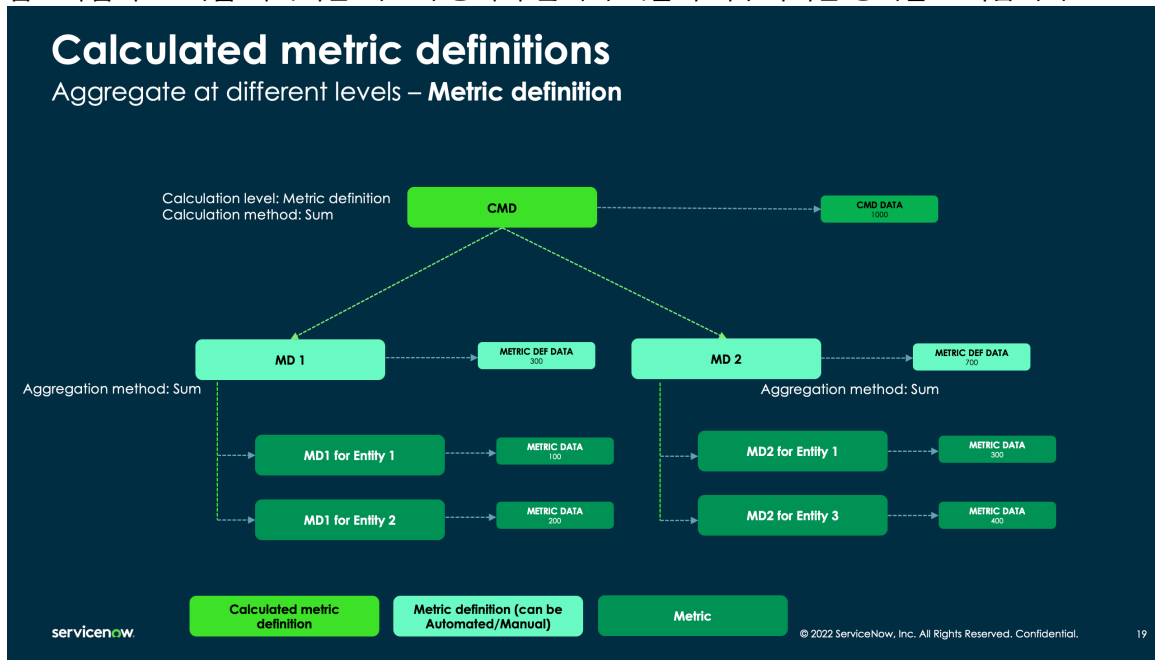 Calculated metric definitions
Aggregate at different levels – Metric definition
Calculation level: Metric definition
Calculation method: Sum
CMD
CMD DATA
1000
MD 1
METRIC DEF DATA
300
MD 2
METRIC DEF DATA
700
Aggregation method: Sum
Aggregation method: Sum
MD1 for Entity 1
METRIC DATA
100
MD2 for Entity 1
METRIC DATA
300
MD1 for Entity 2
METRIC DATA
200
MD2 for Entity 3
METRIC DATA
400
Calculated metric
definition
Metric definition (can be
Automated/Manual)
Metric
servicenow.
© 2022 ServiceNow, Inc. All Rights Reserved. Confidential.
19